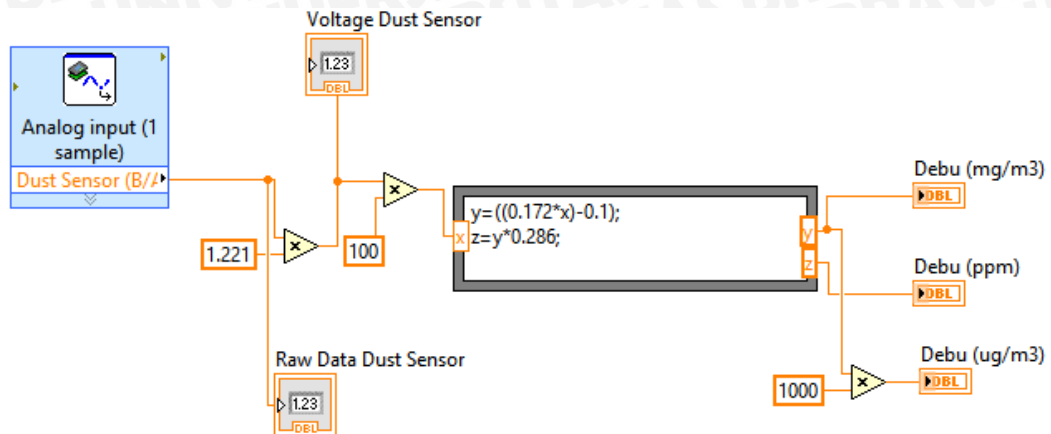 Voltage Dust Sensor
1.23
DBL
Analog input (1
sample)
Dust Sensor (B/A
1.221
x
x
100
x
y=((0.172*x)-0.1);
z=y*0.286;
y
z
Debu (mg/m3)
DBL
Debu (ppm)
DBL
Debu (ug/m3)
DBL
1000
x
Raw Data Dust Sensor
1.23
DBL